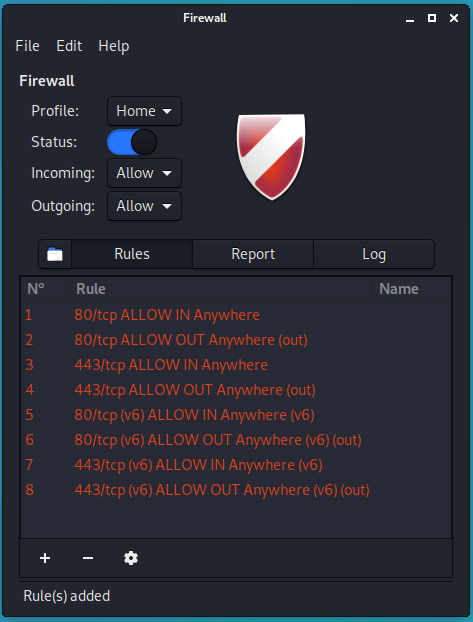 Firewall
File Edit Help
Firewall
Profile: Home
Status:
Incoming: Allow
Outgoing: Allow
Rules Report Log
Nº Rule Name
1 80/tcp ALLOW IN Anywhere
2 80/tcp ALLOW OUT Anywhere (out)
3 443/tcp ALLOW IN Anywhere
4 443/tcp ALLOW OUT Anywhere (out)
5 80/tcp (v6) ALLOW IN Anywhere (v6)
6 80/tcp (v6) ALLOW OUT Anywhere (v6) (out)
7 443/tcp (v6) ALLOW IN Anywhere (v6)
8 443/tcp (v6) ALLOW OUT Anywhere (v6) (out)
Rule(s) added